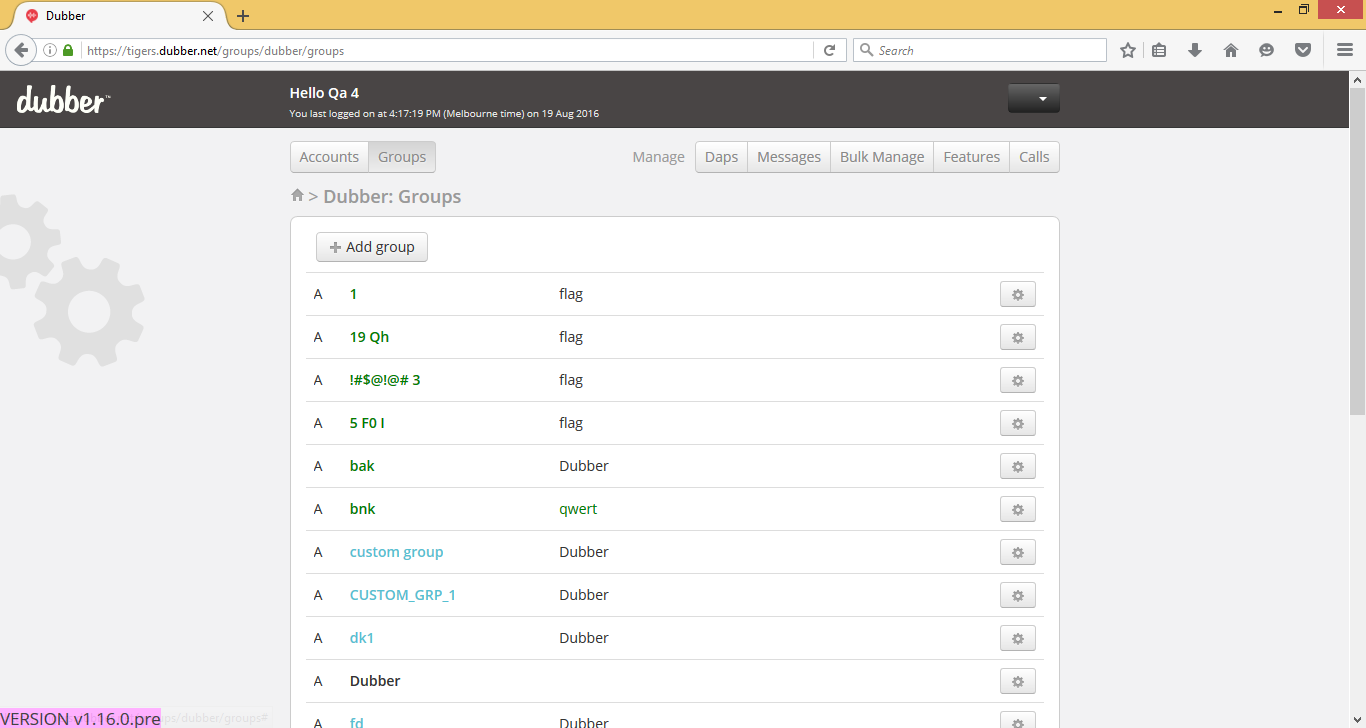 Dubber
https://tigers.dubber.net/groups/dubber/groups
Search
dubber™
Hello Qa 4
You last logged on at 4:17:19 PM (Melbourne time) on 19 Aug 2016
Accounts Groups Manage Daps Messages Bulk Manage Features Calls
> Dubber: Groups
+ Add group
A 1 flag
A 19 Qh flag
A !#$@!@# 3 flag
A 5 F0 I flag
A bak Dubber
A bnk qwert
A custom group Dubber
A CUSTOM_GRP_1 Dubber
A dk1 Dubber
A Dubber
A fd Dubber
VERSION v1.16.0.pre ps/dubber/groups#